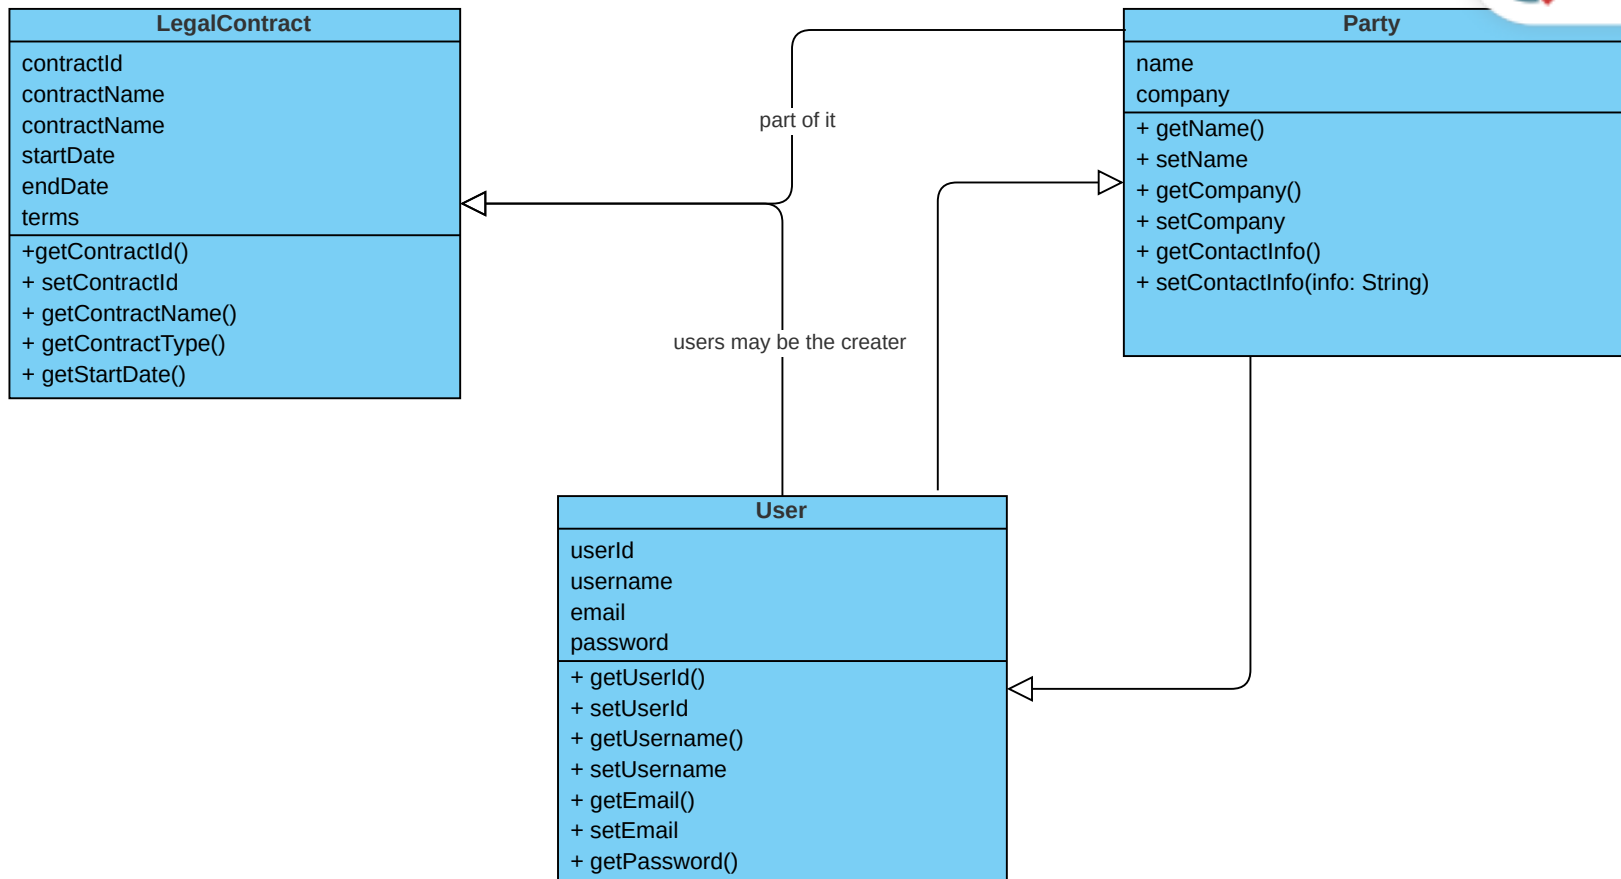 LegalContract
contractId
contractName
contractName
startDate
endDate
terms
+getContractId()
+ setContractId
+ getContractName()
+ getContractType()
+ getStartDate()
part of it
users may be the creater
Party
name
company
+ getName()
+ setName
+ getCompany()
+ setCompany
+ getContactInfo()
+ setContactInfo(info: String)
User
userId
username
email
password
+ getUserId()
+ setUserId
+ getUsername()
+ setUsername
+ getEmail()
+ setEmail
+ getPassword()